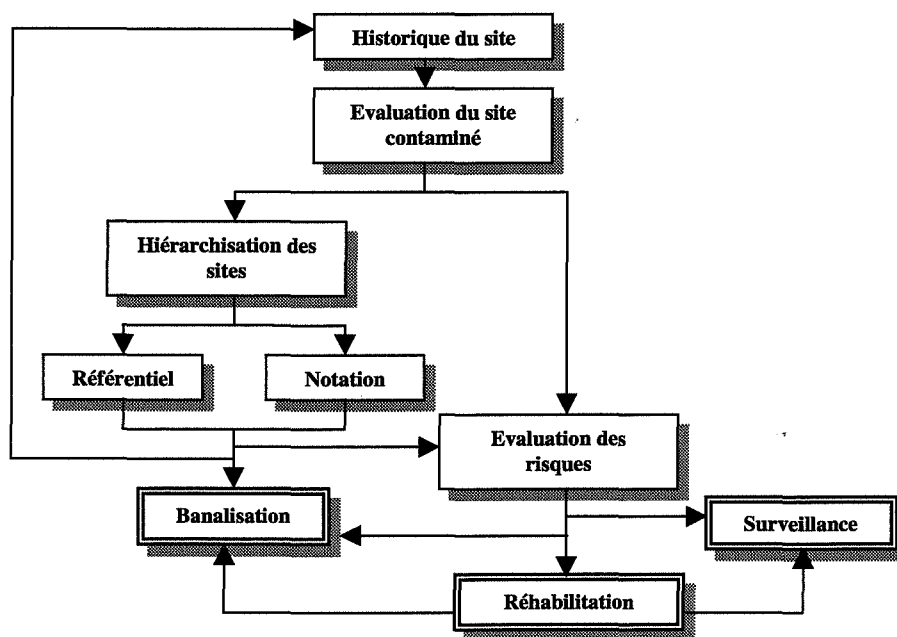 Historique du site
Evaluation du site
contaminé
Hiérarchisation des
sites
Référentiel
Notation
Evaluation des
risques
Banalisation
Surveillance
Réhabilitation